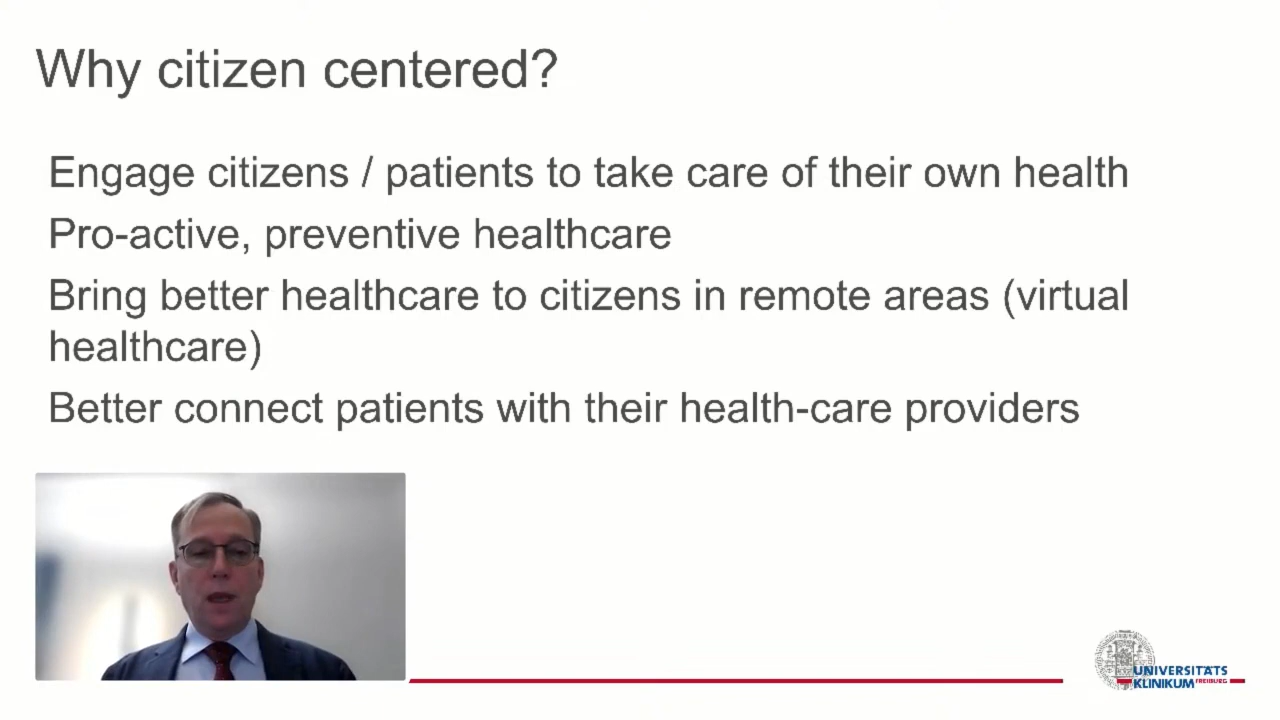 Why citizen centered?
Engage citizens / patients to take care of their own health
Pro-active, preventive healthcare
Bring better healthcare to citizens in remote areas (virtual
healthcare)
Better connect patients with their health-care providers
UNIVERSITÄTS
KLINIKUM FREIBURG